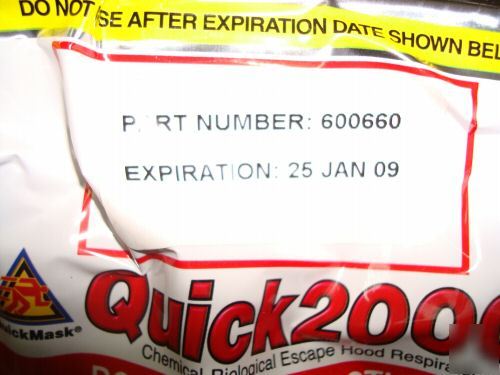 DO NOT USE AFTER EXPIRATION DATE SHOWN BEL
PART NUMBER: 600660
EXPIRATION: 25 JAN 09
QuickMask®
Quick2000
Chemical Biological Escape Hood Respira